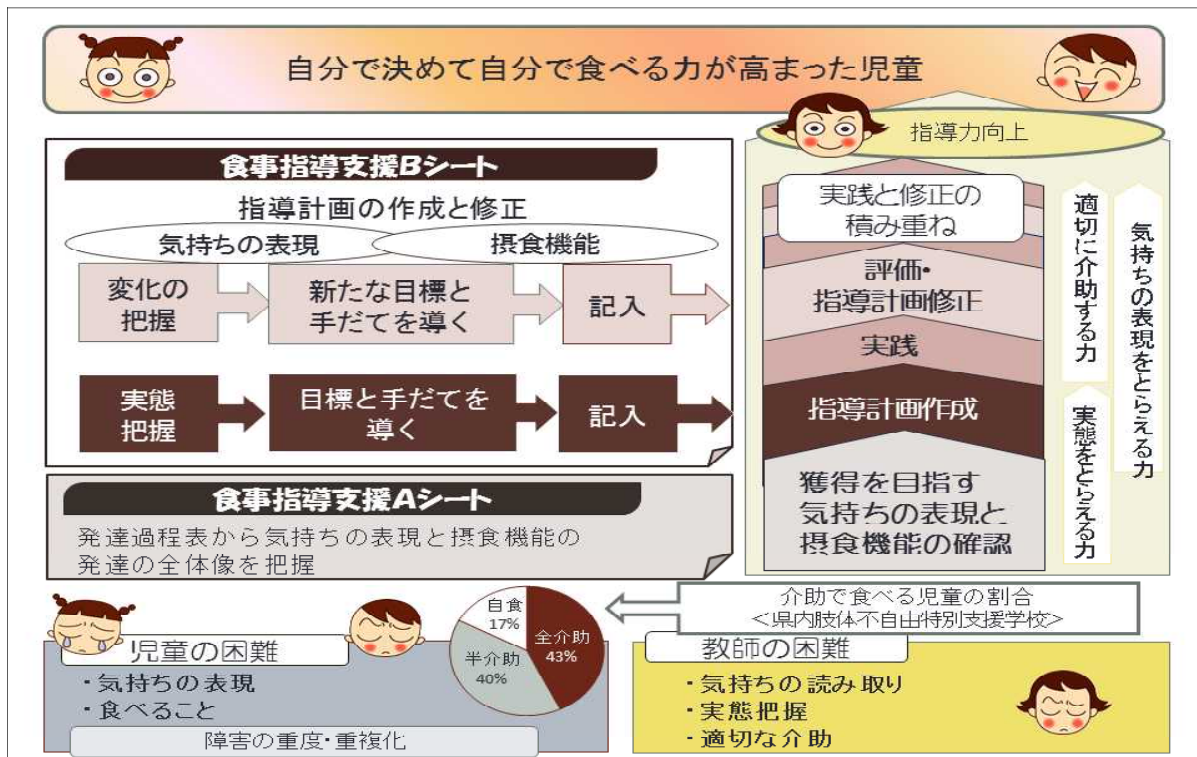 自分で決めて自分で食べる力が高まった児童
食事指導支援Bシート
指導計画の作成と修正
気持ちの表現
摂食機能
変化の
把握
新たな目標と
手だてを導く
記入
実態
把握
目標と手だてを
導く
記入
食事指導支援Aシート
発達過程表から気持ちの表現と摂食機能の
発達の全体像を把握
指導力向上
実践と修正の
積み重ね
評価・
指導計画修正
実践
指導計画作成
獲得を目指す
気持ちの表現と
摂食機能の確認
適切に介助する力
実態をとらえる力
気持ちの表現をとらえる力
介助で食べる児童の割合
<県内肢体不自由特別支援学校>
自食
17%
全介助
43%
半介助
40%
児童の困難
・気持ちの表現
・食べること
障害の重度・重複化
教師の困難
・気持ちの読み取り
・実態把握
・適切な介助